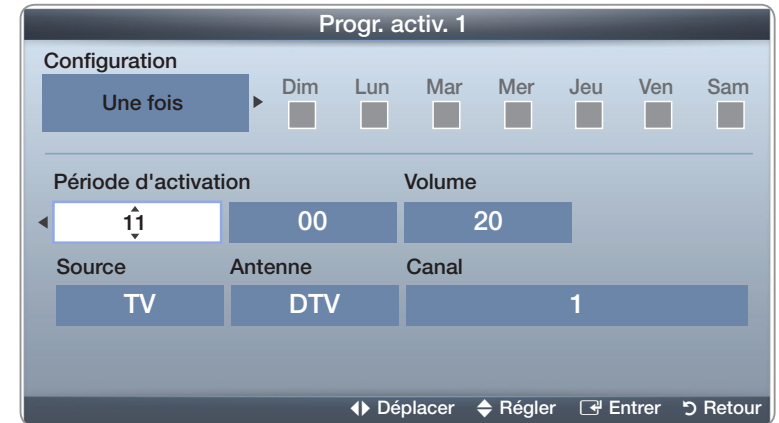 Progr. activ. 1
Configuration
Une fois
Dim Lun Mar Mer Jeu Ven Sam
Période d'activation Volume
11 00 20
Source Antenne Canal
TV DTV 1
Déplacer Régler Entrer Retour